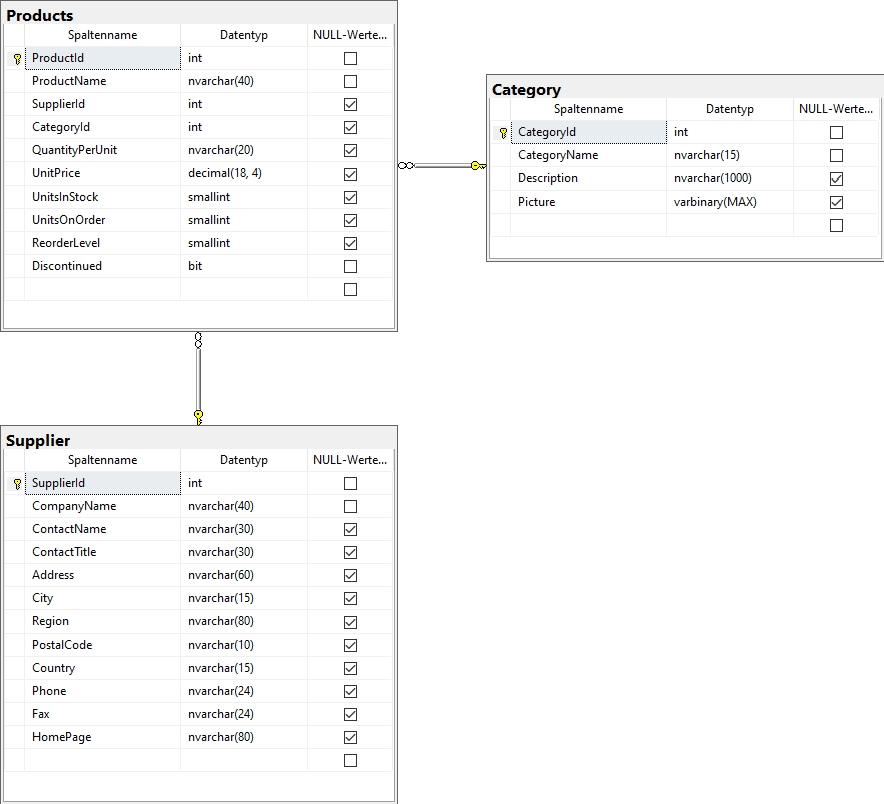 Products
Spaltenname Datentyp NULL-Werte...
ProductId int
ProductName nvarchar(40)
SupplierId int
CategoryId int
QuantityPerUnit nvarchar(20)
UnitPrice decimal(18, 4)
UnitsInStock smallint
UnitsOnOrder smallint
ReorderLevel smallint
Discontinued bit
Category
Spaltenname Datentyp NULL-Werte...
CategoryId int
CategoryName nvarchar(15)
Description nvarchar(1000)
Picture varbinary(MAX)
Supplier
Spaltenname Datentyp NULL-Werte...
SupplierId int
CompanyName nvarchar(40)
ContactName nvarchar(30)
ContactTitle nvarchar(30)
Address nvarchar(60)
City nvarchar(15)
Region nvarchar(80)
PostalCode nvarchar(10)
Country nvarchar(15)
Phone nvarchar(24)
Fax nvarchar(24)
HomePage nvarchar(80)